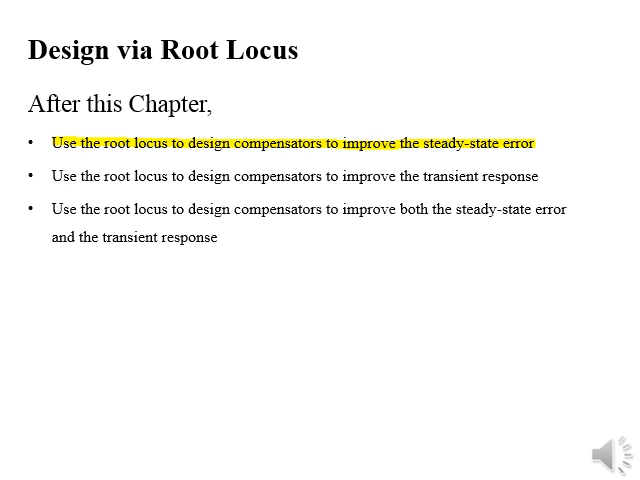 Design via Root Locus
After this Chapter,
• Use the root locus to design compensators to improve the steady-state error
• Use the root locus to design compensators to improve the transient response
• Use the root locus to design compensators to improve both the steady-state error
and the transient response